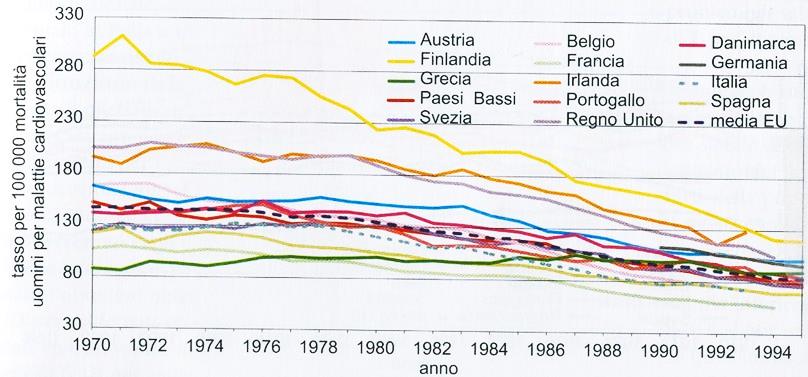 tasso per 100 000 mortalità
uomini per malattie cardiovascolari
330
280
230
180
130
80
30
Austria
Belgio
Danimarca
Finlandia
Francia
Germania
Grecia
Irlanda
Italia
Paesi Bassi
Portogallo
Spagna
Svezia
Regno Unito
media EU
1970 1972 1974 1976 1978 1980 1982 1984 1986 1988 1990 1992 1994
anno